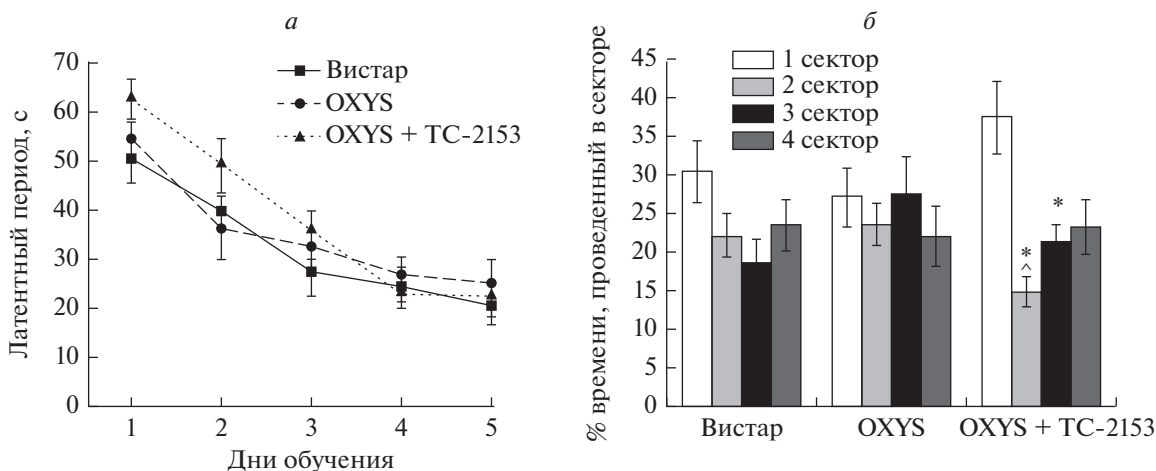 а
Латентный период, с
70
60
50
40
30
20
10
0
Вистар
OXYS
OXYS + TC-2153
1 2 3 4 5
Дни обучения
б
% времени, проведенный в секторе
45
40
35
30
25
20
15
10
5
0
1 сектор
2 сектор
3 сектор
4 сектор
*
*
^
Вистар OXYS OXYS + TC-2153